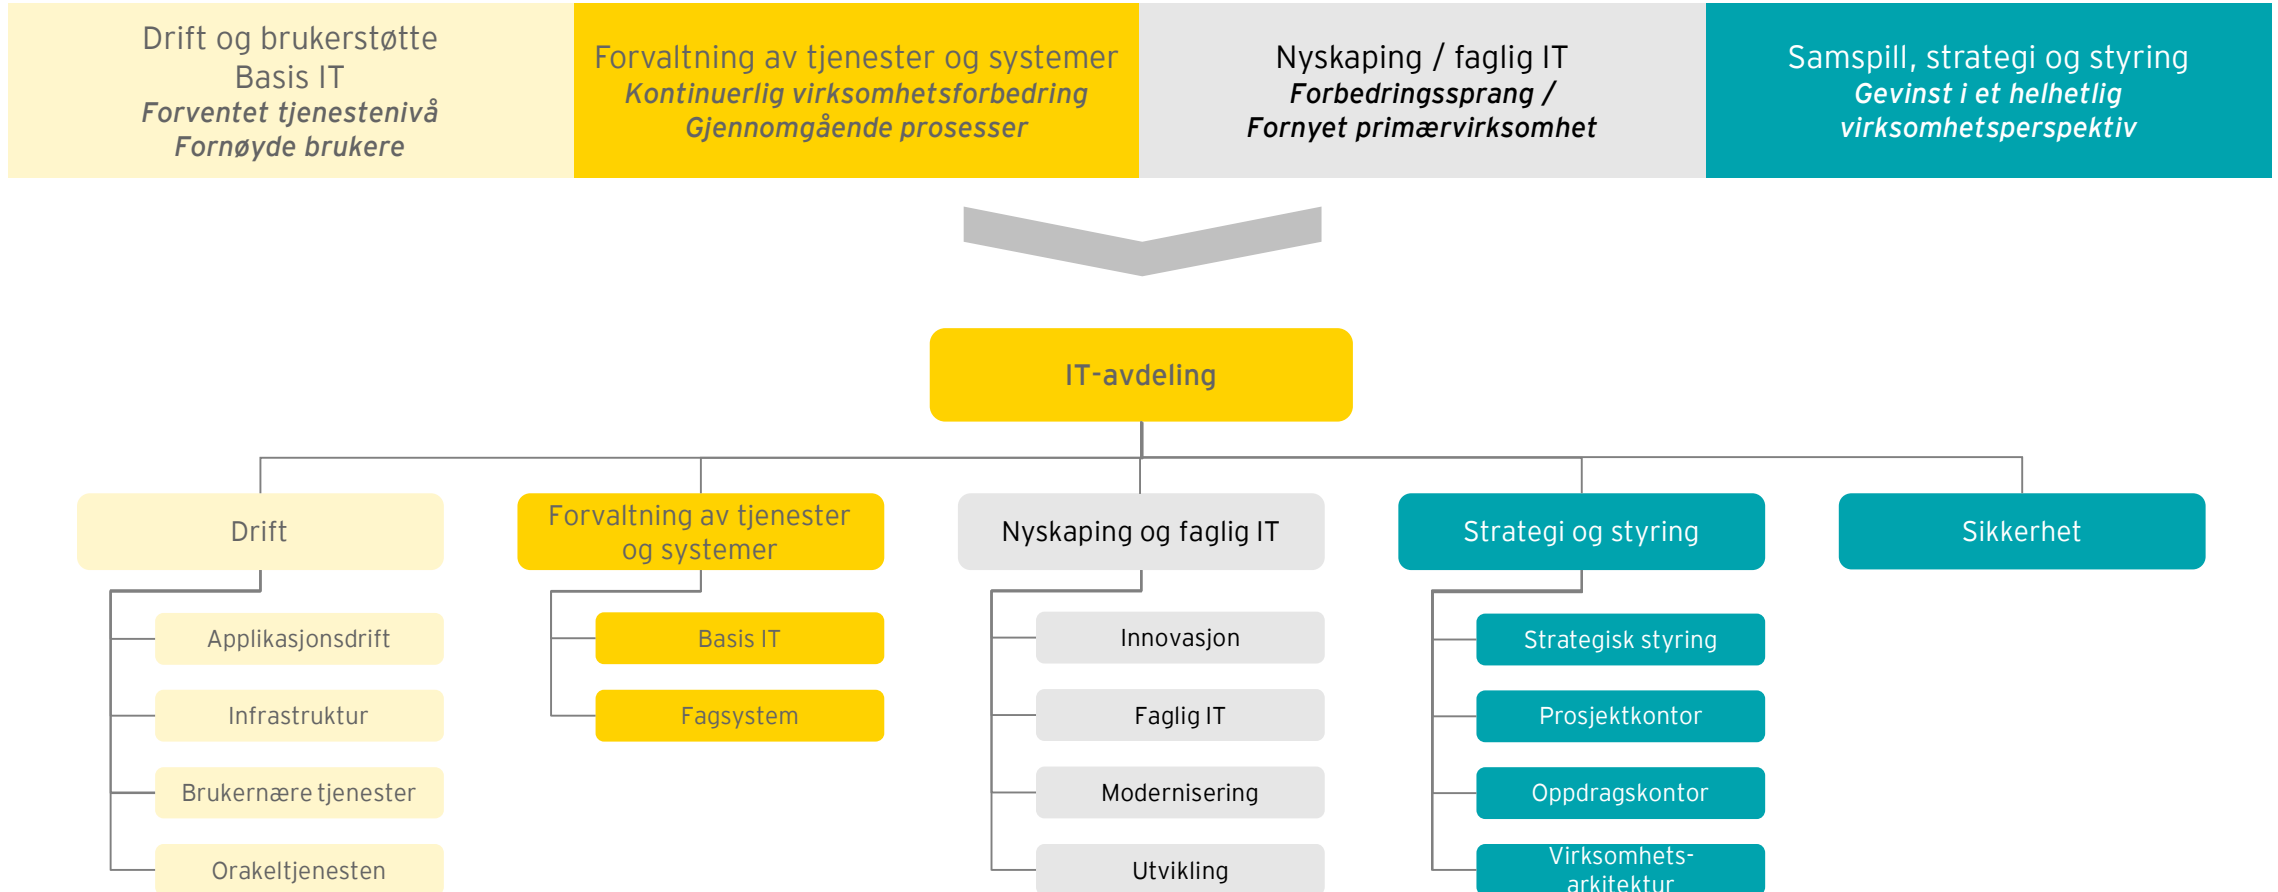 Drift og brukerstøtte
Basis IT
Forventet tjenestenivå
Fornøyde brukere
Forvaltning av tjenester og systemer
Kontinuerlig virksomhetsforbedring
Gjennomgående prosesser
Nyskaping / faglig IT
Forbedringssprang /
Fornyet primærvirksomhet
Samspill, strategi og styring
Gevinst i et helhetlig
virksomhetsperspektiv
IT-avdeling
Drift
Applikasjonsdrift
Infrastruktur
Brukernære tjenester
Orakeltjenesten
Forvaltning av tjenester
og systemer
Basis IT
Fagsystem
Nyskaping og faglig IT
Innovasjon
Faglig IT
Modernisering
Utvikling
Strategi og styring
Strategisk styring
Prosjektkontor
Oppdragskontor
Virksomhets-
arkitektur
Sikkerhet